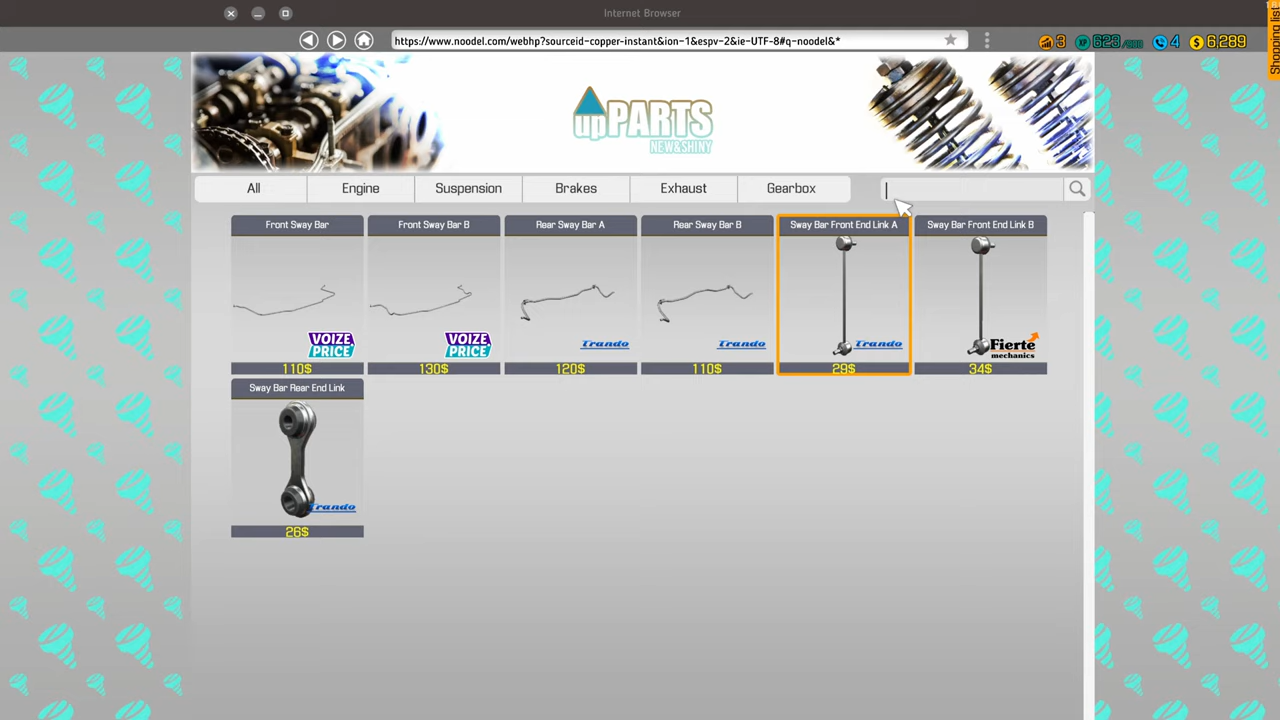 Internet Browser
https://www.noodel.com/webhp?sourceid-copper-instant&ion-1&espv-2&ie-UTF-8#q-noodel&*
3
623
4
$ 6,289
Shopping list
upPARTS
NEW&SHINY
All
Engine
Suspension
Brakes
Exhaust
Gearbox
Front Sway Bar
Front Sway Bar B
Rear Sway Bar A
Rear Sway Bar B
Sway Bar Front End Link A
Sway Bar Front End Link B
VOIZE
PRICE
VOIZE
PRICE
Trando
Trando
Trando
Fierte
mechanics
110$
130$
120$
110$
29$
34$
Sway Bar Rear End Link
Trando
26$